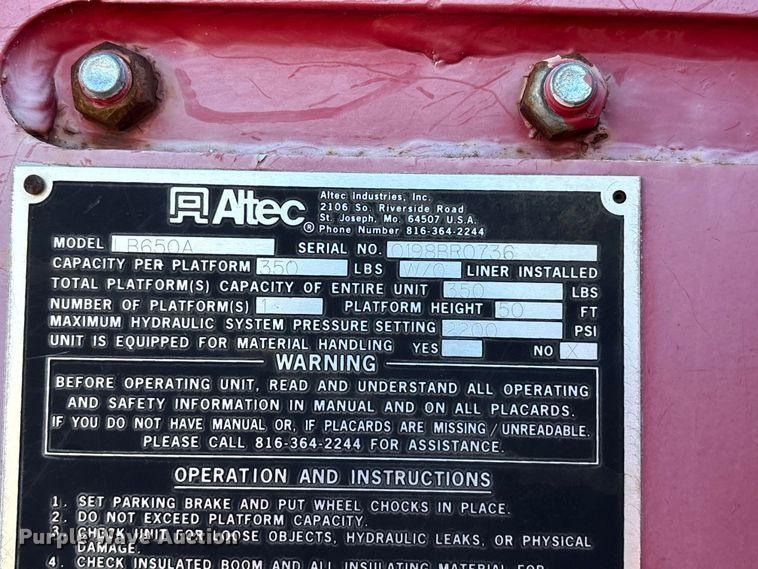 Altec
Altec Industries, Inc.
2106 So. Riverside Road
St. Joseph, Mo. 64507 U.S.A.
® Phone Number 816-364-2244
MODEL LB650A SERIAL NO. 0198BR0736
CAPACITY PER PLATFORM 350 LBS W/O LINER INSTALLED
TOTAL PLATFORM(S) CAPACITY OF ENTIRE UNIT 350 LBS
NUMBER OF PLATFORM(S) 1 PLATFORM HEIGHT 50 FT
MAXIMUM HYDRAULIC SYSTEM PRESSURE SETTING 2200 PSI
UNIT IS EQUIPPED FOR MATERIAL HANDLING YES NO X
WARNING
BEFORE OPERATING UNIT, READ AND UNDERSTAND ALL OPERATING
AND SAFETY INFORMATION IN MANUAL AND ON ALL PLACARDS.
IF YOU DO NOT HAVE MANUAL OR, IF PLACARDS ARE MISSING/UNREADABLE.
PLEASE CALL 816-364-2244 FOR ASSISTANCE.
OPERATION AND INSTRUCTIONS
1. SET PARKING BRAKE AND PUT WHEEL CHOCKS IN PLACE.
2. DO NOT EXCEED PLATFORM CAPACITY.
3. CHECK UNIT FOR LOOSE OBJECTS, HYDRAULIC LEAKS, OR PHYSICAL
DAMAGE.
4. CHECK INSULATED BOOM AND ALL INSULATING MATERIAL FOR
Purple Wave Auction